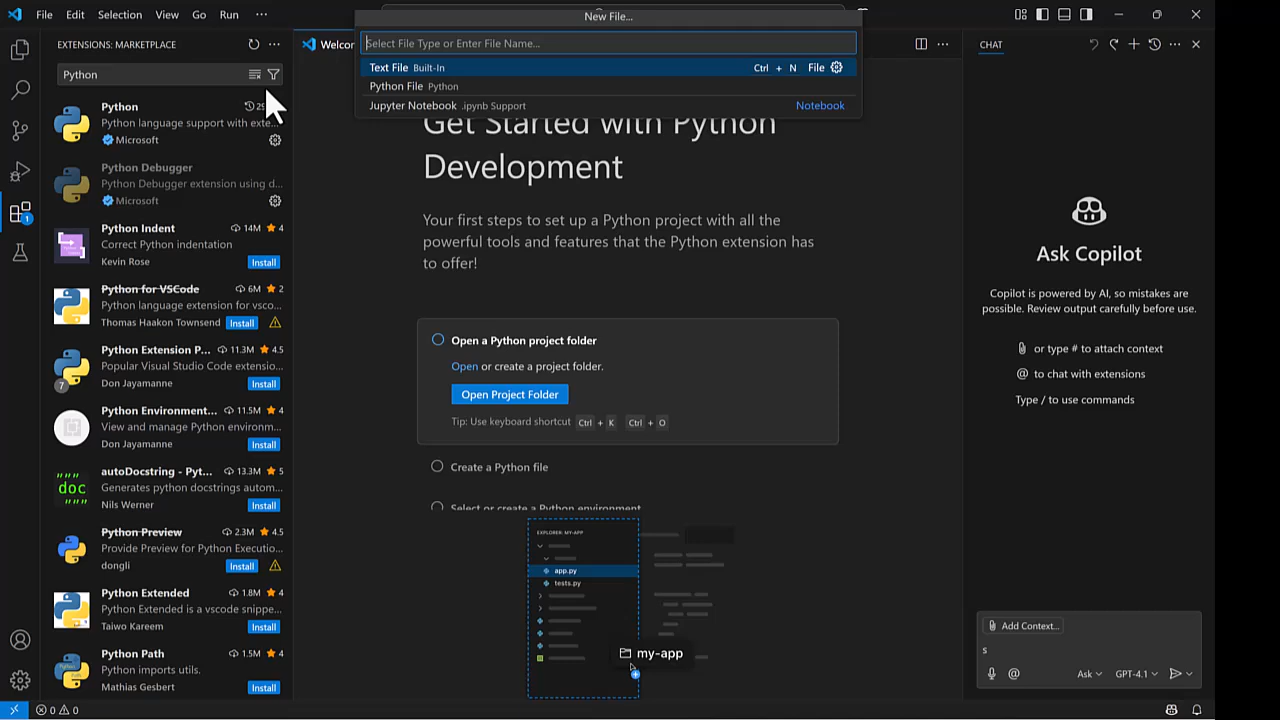 File Edit Selection View Go Run ···
New File...
Select File Type or Enter File Name...
Text File Built-In Ctrl + N File
Python File Python
Jupyter Notebook .ipynb Support Notebook
EXTENSIONS: MARKETPLACE
Python
Python
Python language support with exte...
Microsoft
Python Debugger
Python Debugger extension using d...
Microsoft
Python Indent 14M 4
Correct Python indentation
Kevin Rose Install
Python for VSCode 6M 2
Python language extension for vsco...
Thomas Haakon Townsend Install
Python Extension P... 11.3M 4.5
Popular Visual Studio Code extensio...
7 Don Jayamanne Install
Python Environment... 11.5M 4
View and manage Python environm...
Don Jayamanne Install
autoDocstring - Pyt... 13.3M 5
Generates python docstrings autom...
doc Nils Werner Install
Python Preview 2.3M 4.5
Provide Preview for Python Executio...
dongli Install
Python Extended 1.8M 4
Python Extended is a vscode snippe...
Taiwo Kareem Install
Python Path 1.5M 4
Python imports utils.
Mathias Gesbert Install
1
Get Started with Python
Development
Your first steps to set up a Python project with all the
powerful tools and features that the Python extension has
to offer!
Open a Python project folder
Open or create a project folder.
Open Project Folder
Tip: Use keyboard shortcut Ctrl + K Ctrl + O
Create a Python file
Select or create a Python environment
EXPLORER: MY-APP
app.py
tests.py
my-app
CHAT
Ask Copilot
Copilot is powered by AI, so mistakes are
possible. Review output carefully before use.
or type # to attach context
@ to chat with extensions
Type / to use commands
Add Context...
s
@ Ask GPT-4.1
0 0